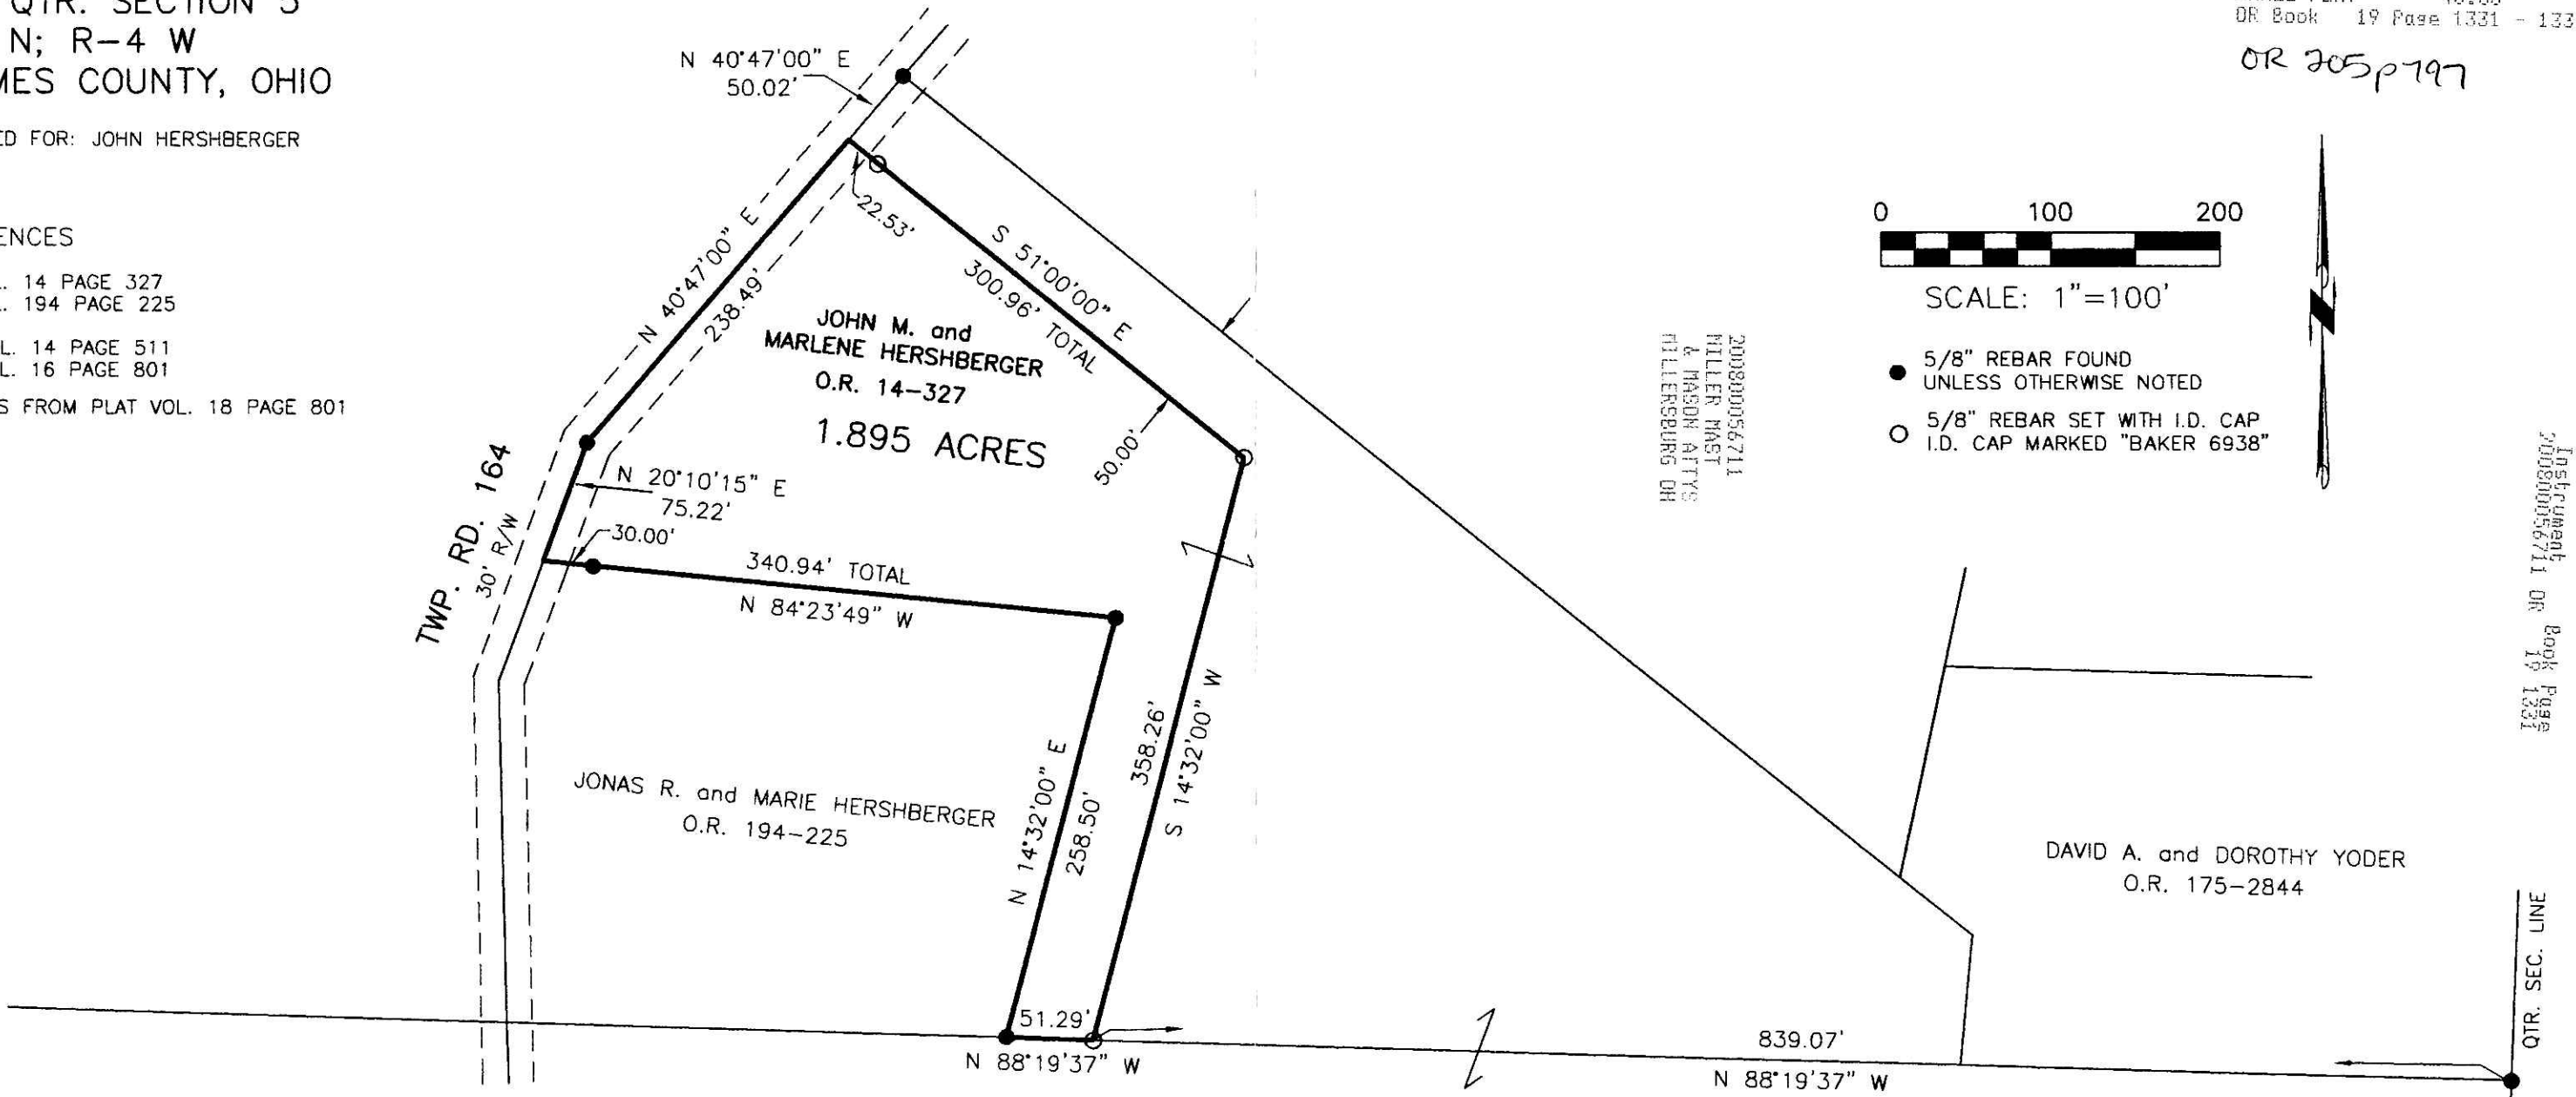 QTR. SECTION 5
N; R-4 W
MES COUNTY, OHIO
ED FOR: JOHN HERSHBERGER
ENCES
L. 14 PAGE 327
L. 194 PAGE 225
L. 14 PAGE 511
L. 16 PAGE 801
S FROM PLAT VOL. 18 PAGE 801
OR Book 19 Page 1331 - 133
OR 205p797
N 40°47'00" E
50.02'
22.53'
S 51°00'00" E
300.96' TOTAL
N 40°47'00" E
238.49'
JOHN M. and
MARLENE HERSHBERGER
O.R. 14-327
1.895 ACRES
50.00'
N 20°10'15" E
75.22'
TWP. RD. 164
30' R/W
30.00'
340.94' TOTAL
N 84°23'49" W
JONAS R. and MARIE HERSHBERGER
O.R. 194-225
N 14°32'00" E
258.50'
358.26'
S 14°32'00" W
51.29'
N 88°19'37" W
839.07'
N 88°19'37" W
0 100 200
SCALE: 1"=100'
5/8" REBAR FOUND
UNLESS OTHERWISE NOTED
5/8" REBAR SET WITH I.D. CAP
I.D. CAP MARKED "BAKER 6938"
200800056711
MILLER MAST
& MASON ATTYS
MILLERSBURG OH
Instrument Book Page
200800056711 OR 19 1331
DAVID A. and DOROTHY YODER
O.R. 175-2844
QTR. SEC. LINE